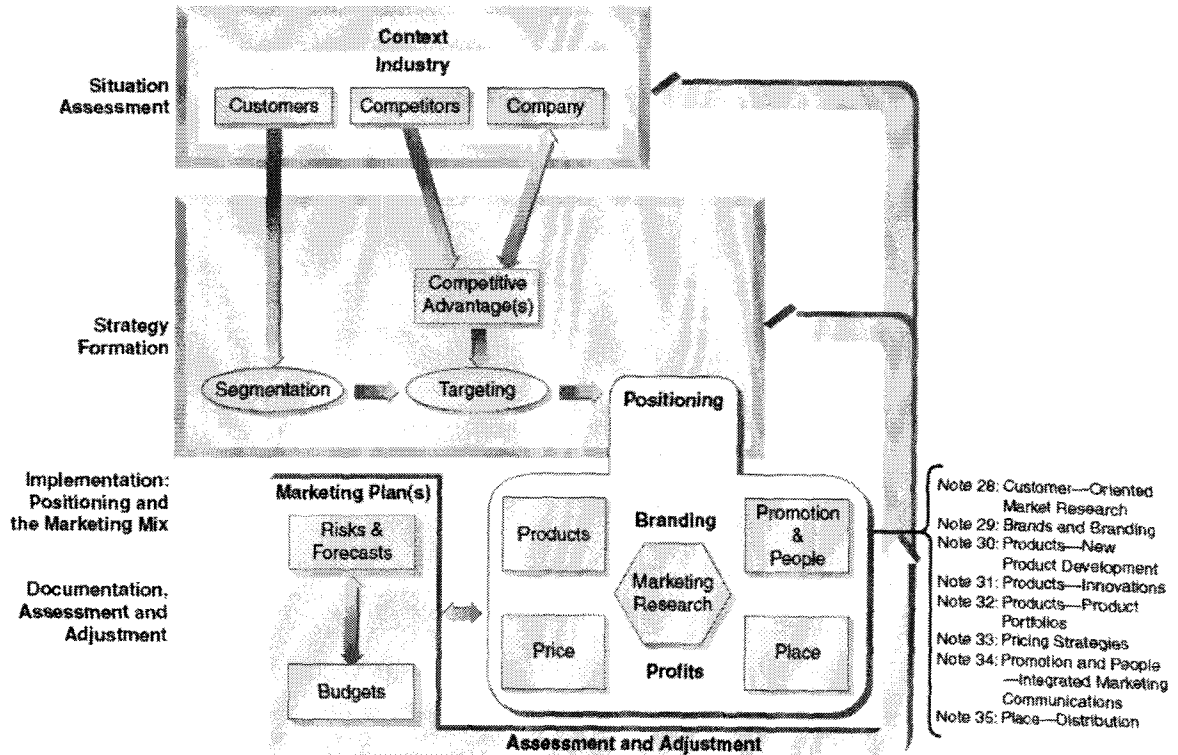 Context
Industry
Situation
Assessment
Customers
Competitors
Company
Competitive
Advantage(s)
Strategy
Formation
Segmentation
Targeting
Positioning
Implementation:
Positioning and
the Marketing Mix
Documentation,
Assessment and
Adjustment
Marketing Plan(s)
Risks &
Forecasts
Budgets
Products
Branding
Promotion
&
People
Marketing
Research
Price
Profits
Place
Note 28: Customer—Oriented
Market Research
Note 29: Brands and Branding
Note 30: Products—New
Product Development
Note 31: Products—Innovations
Note 32: Products—Product
Portfolios
Note 33: Pricing Strategies
Note 34: Promotion and People
—Integrated Marketing
Communications
Note 35: Place—Distribution
Assessment and Adjustment